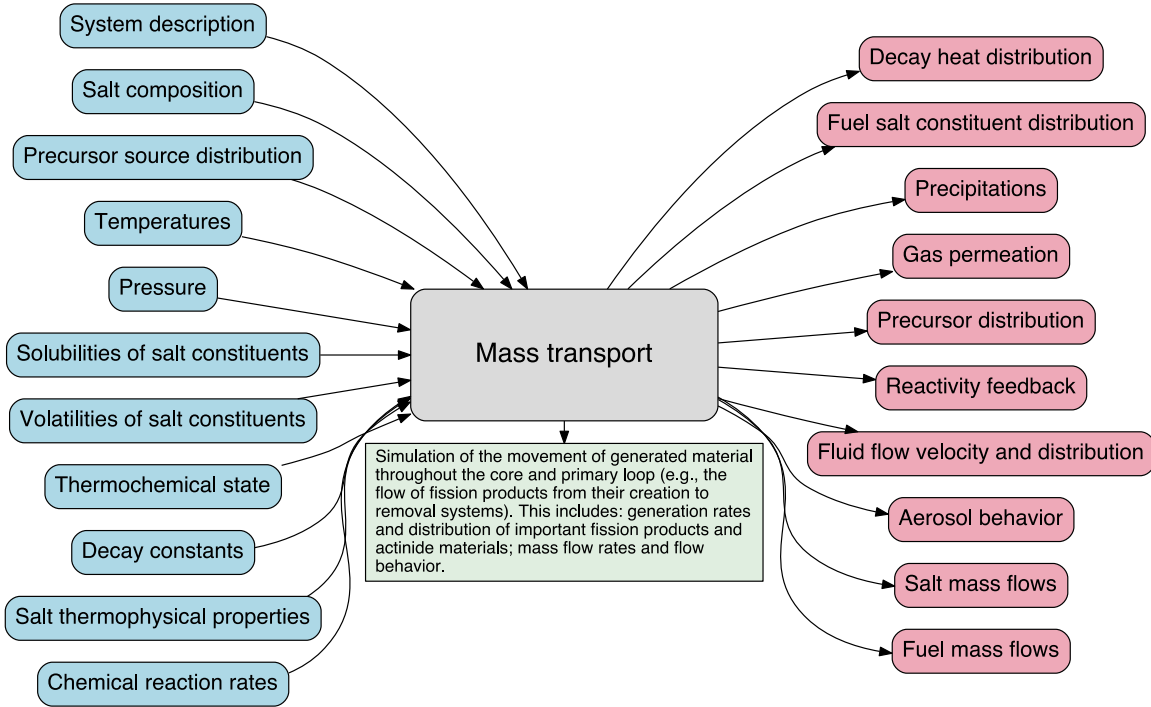 System description
Salt composition
Precursor source distribution
Temperatures
Pressure
Solubilities of salt constituents
Volatilities of salt constituents
Thermochemical state
Decay constants
Salt thermophysical properties
Chemical reaction rates
Mass transport
Simulation of the movement of generated material
throughout the core and primary loop (e.g., the
flow of fission products from their creation to
removal systems). This includes: generation rates
and distribution of important fission products and
actinide materials; mass flow rates and flow
behavior.
Decay heat distribution
Fuel salt constituent distribution
Precipitations
Gas permeation
Precursor distribution
Reactivity feedback
Fluid flow velocity and distribution
Aerosol behavior
Salt mass flows
Fuel mass flows